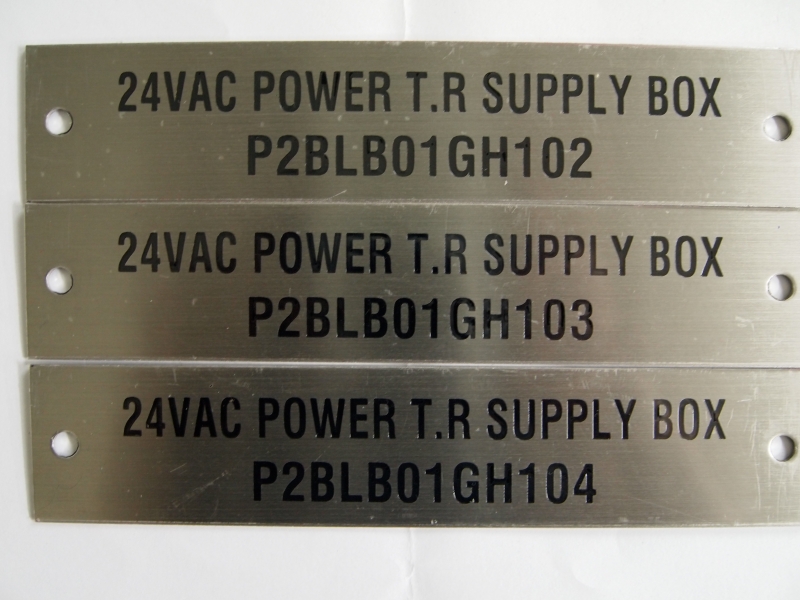 24VAC POWER T.R SUPPLY BOX
P2BLB01GH102
24VAC POWER T.R SUPPLY BOX
P2BLB01GH103
24VAC POWER T.R SUPPLY BOX
P2BLB01GH104